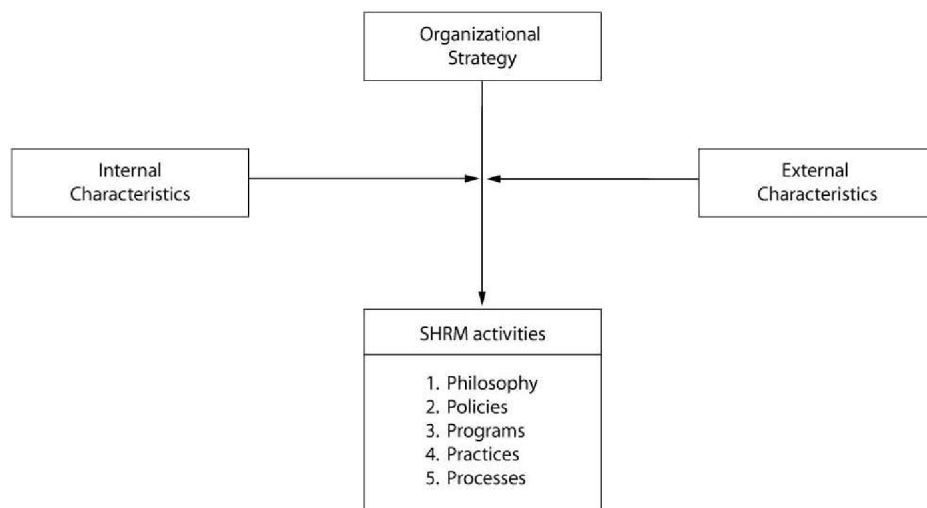 Organizational
Strategy
Internal
Characteristics
External
Characteristics
SHRM activities
1. Philosophy
2. Policies
3. Programs
4. Practices
5. Processes